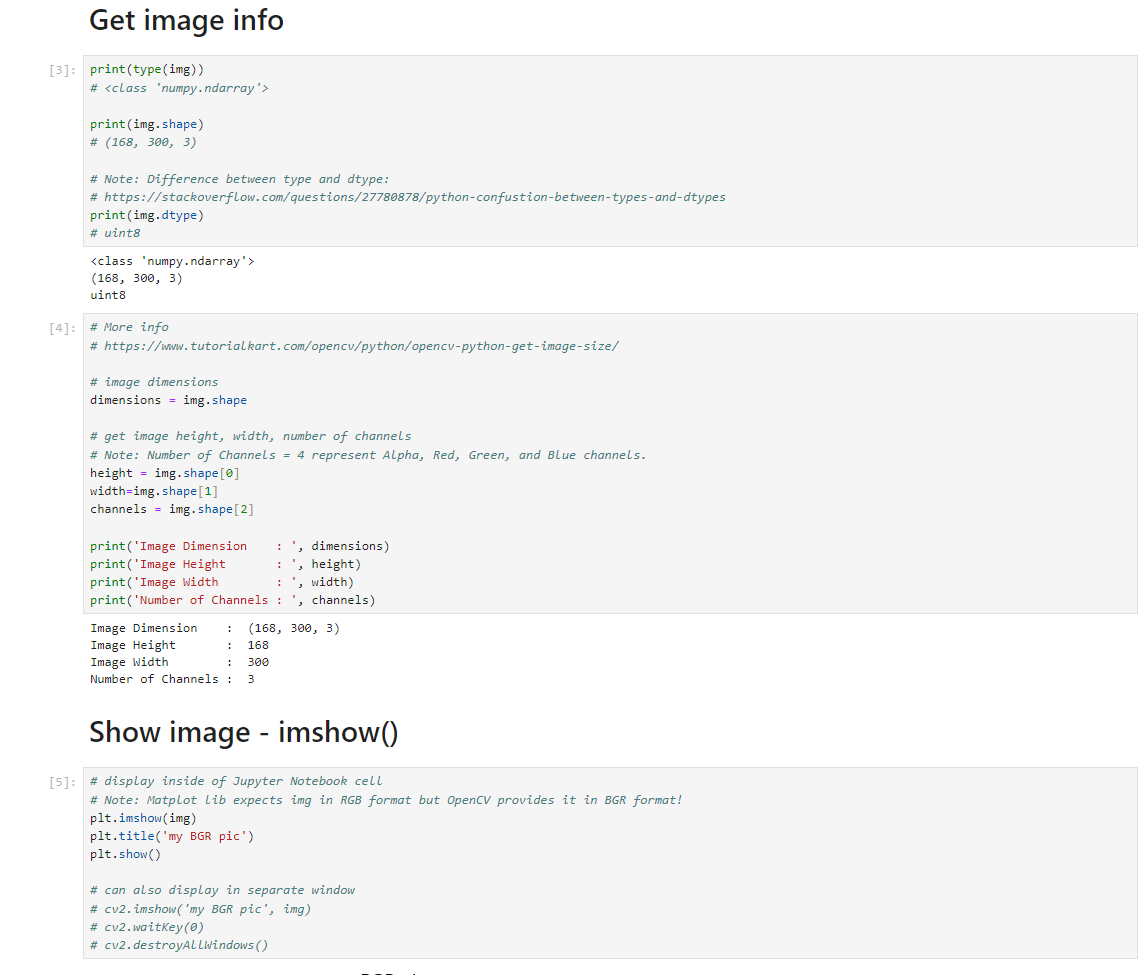 Get image info
[3]: print(type(img))
# <class 'numpy.ndarray'>
print(img.shape)
# (168, 300, 3)
# Note: Difference between type and dtype:
# https://stackoverflow.com/questions/27780878/python-confustion-between-types-and-dtypes
print(img.dtype)
# uint8
<class 'numpy.ndarray'>
(168, 300, 3)
uint8
[4]: # More info
# https://www.tutorialkart.com/opencv/python/opencv-python-get-image-size/
# image dimensions
dimensions = img.shape
# get image height, width, number of channels
# Note: Number of Channels = 4 represent Alpha, Red, Green, and Blue channels.
height = img.shape[0]
width=img.shape[1]
channels = img.shape[2]
print('Image Dimension    : ', dimensions)
print('Image Height       : ', height)
print('Image Width        : ', width)
print('Number of Channels : ', channels)
Image Dimension    :  (168, 300, 3)
Image Height       :  168
Image Width        :  300
Number of Channels :  3
Show image - imshow()
[5]: # display inside of Jupyter Notebook cell
# Note: Matplot lib expects img in RGB format but OpenCV provides it in BGR format!
plt.imshow(img)
plt.title('my BGR pic')
plt.show()
# can also display in separate window
# cv2.imshow('my BGR pic', img)
# cv2.waitKey(0)
# cv2.destroyAllWindows()